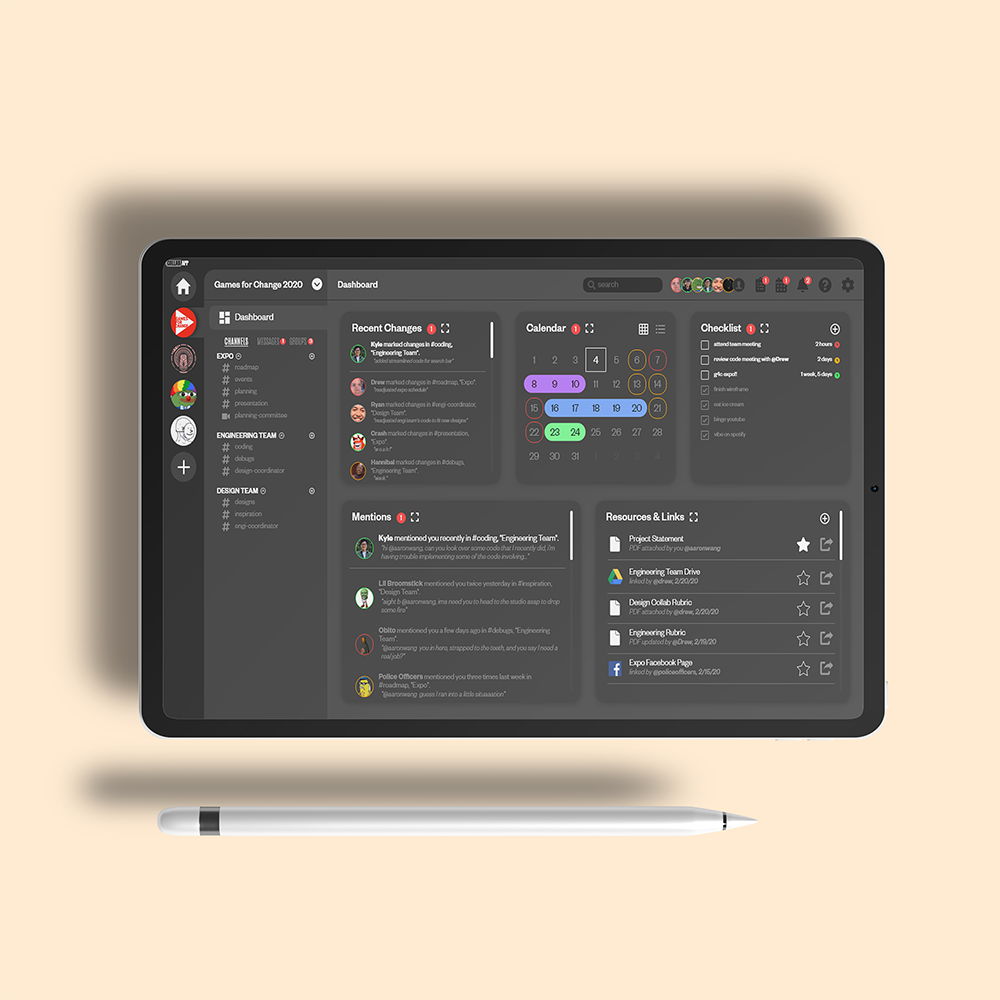 Games for Change 2020
Dashboard
search
1
1
2
Dashboard
CHANNELS MESSAGES GROUPS
EXPO
roadmap
events
planning
presentation
planning-committee
ENGINEERING TEAM
coding
debugs
design-coordinator
DESIGN TEAM
designs
inspiration
engi-coordinator
Recent Changes 1
Kyle marked changes in #coding,
"Engineering Team".
"added streamlined code for search bar"
Drew marked changes in #roadmap, "Expo".
"readjusted expo schedule"
Ryan marked changes in #engi-coordinator,
"Design Team".
Crash marked changes in #presentation,
"Expo".
Hannibal marked changes in #debugs,
"Engineering Team".
Calendar 1
1 2 3 4 5 6 7
8 9 10 11 12 13 14
15 16 17 18 19 20 21
22 23 24 25 26 27 28
29 30 31 1 2 3 4
Checklist 1
attend team meeting 2 hours
review code meeting with @Drew 2 days
g4c expo!! 1 week, 5 days
finish wireframe
eat ice cream
binge youtube
vibe on spotify
Mentions 1
Kyle mentioned you recently in #coding, "Engineering Team".
"hi @aaronwang, can you look over some code that I recently did, i'm
having trouble implementing some of the code involving..."
Lil Broomstick mentioned you twice yesterday in #inspiration,
"Design Team".
"aight b @aaronwang, ima need you to head to the studio asap to drop
some fire"
Obito mentioned you a few days ago in #debugs, "Engineering
Team".
"@aaronwang you in here, strapped to the teeth, and you say I need a
real job!?"
Police Officers mentioned you three times last week in
#roadmap, "Expo".
"@aaronwang guess I ran into a little situaaaation"
Resources & Links
Project Statement
PDF attached by you @aaronwang
Engineering Team Drive
linked by @drew, 2/20/20
Design Collab Rubric
PDF attached by @drew, 2/20/20
Engineering Rubric
PDF updated by @Drew, 2/19/20
Expo Facebook Page
linked by @policeofficers, 2/15/20